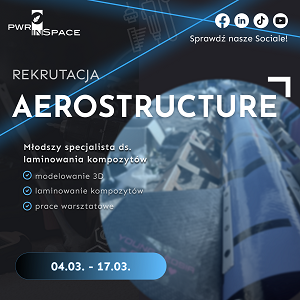 PWR INSPACE
Sprawdź nasze Sociale!
REKRUTACJA
AEROSTRUCTURE
Młodszy specjalista ds.
laminowania kompozytów
modelowanie 3D
laminowanie kompozytów
prace warsztatowe
04.03. - 17.03.